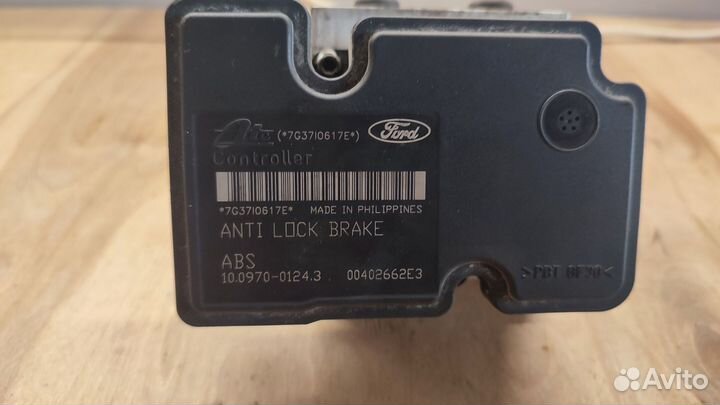 Ate (*7G37I0617E*) Ford
Controller
*7G37I0617E* MADE IN PHILIPPINES
ANTI LOCK BRAKE
ABS
10.0970-0124.3 00402662E3
>PBT GF30<
Avito